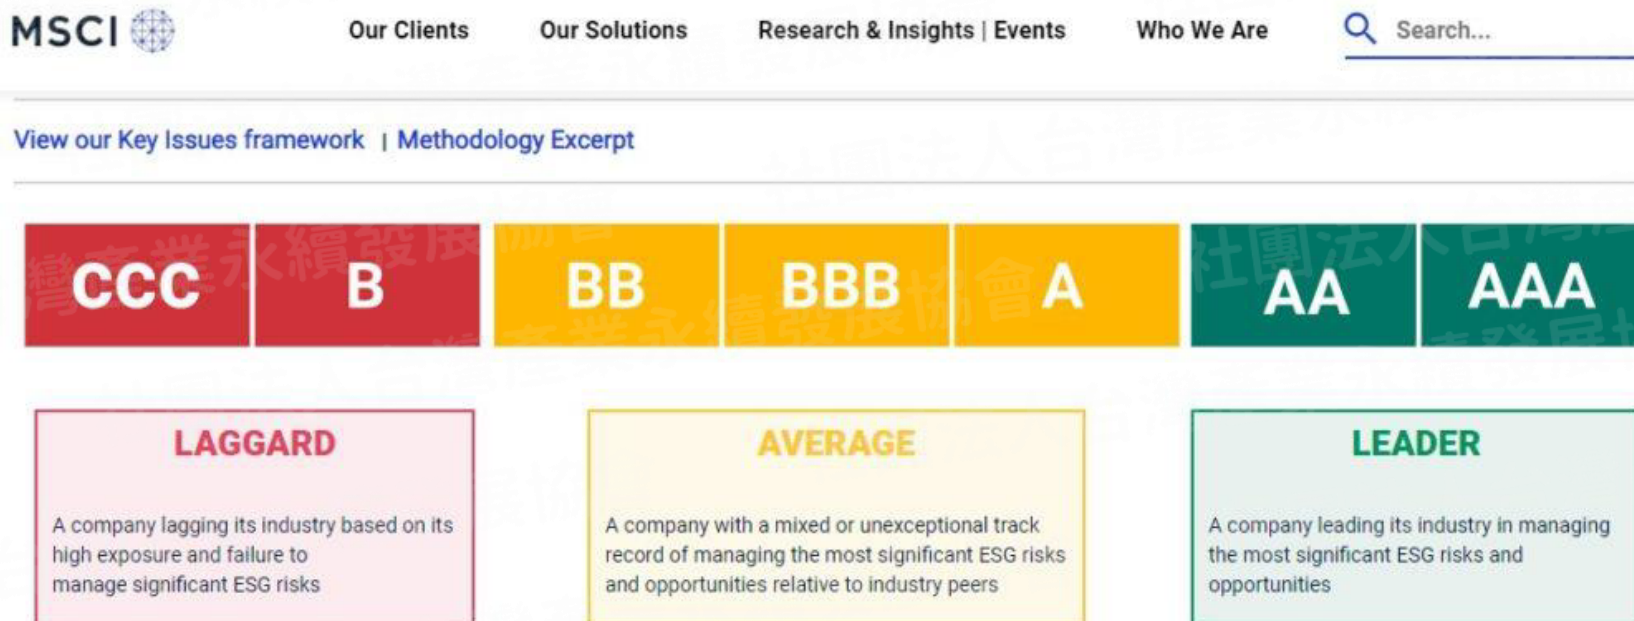 MSCI
Our Clients
Our Solutions
Research & Insights | Events
Who We Are
Search...
View our Key Issues framework | Methodology Excerpt
CCC
B
BB
BBB
A
AA
AAA
LAGGARD
A company lagging its industry based on its
high exposure and failure to
manage significant ESG risks
AVERAGE
A company with a mixed or unexceptional track
record of managing the most significant ESG risks
and opportunities relative to industry peers
LEADER
A company leading its industry in managing
the most significant ESG risks and
opportunities